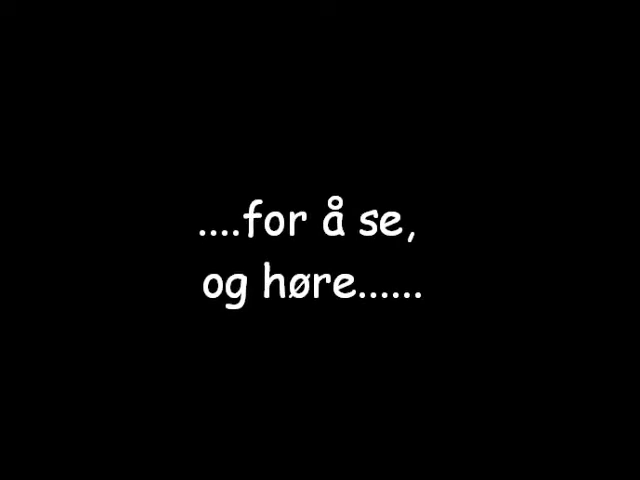 ....for å se,
og høre......